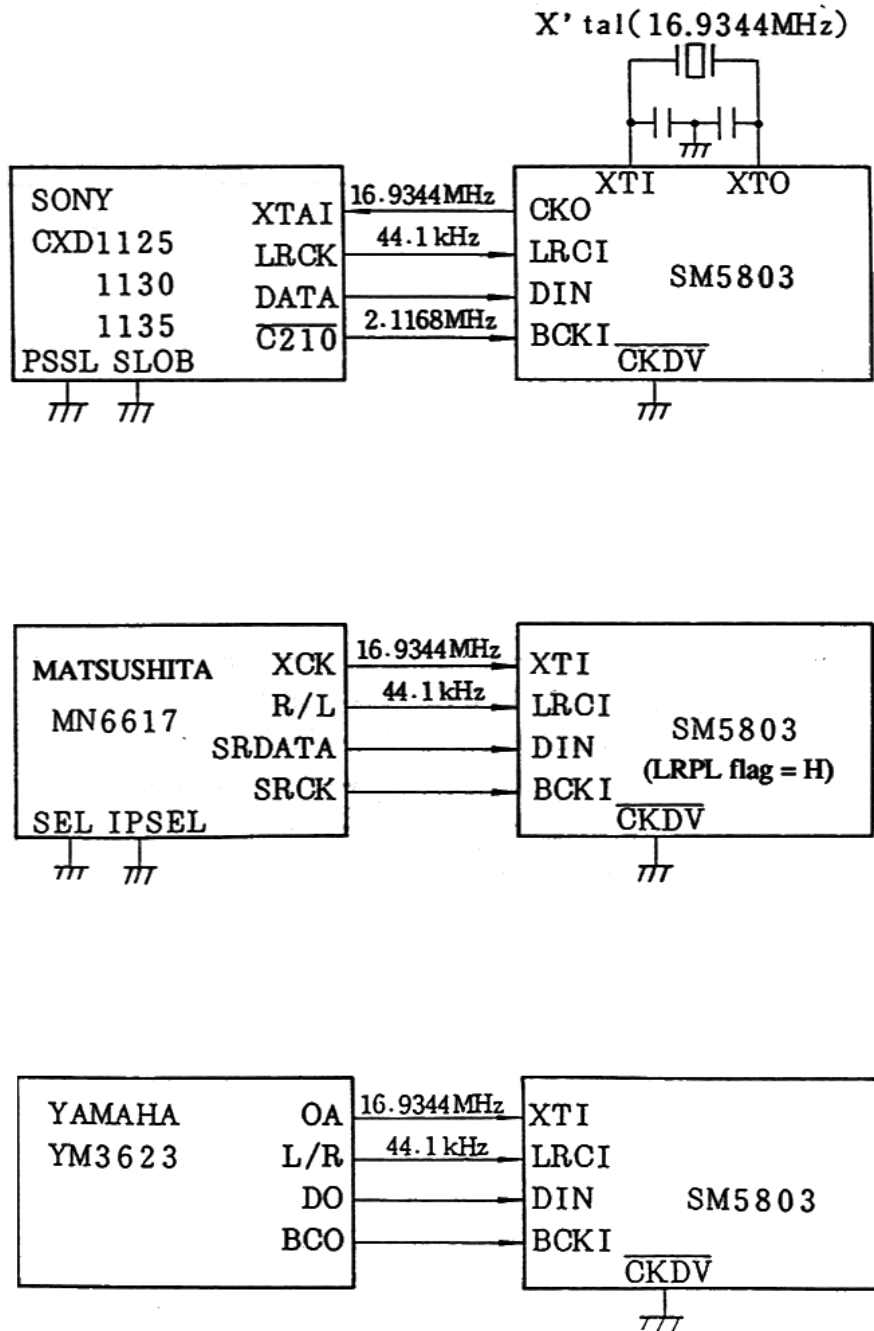 X' tal(16.9344MHz)
XTI XTO
SONY
CXD1125
1130
1135
PSSL SLOB
XTAI
LRCK
DATA
C210
16.9344MHz
44.1kHz
2.1168MHz
CKO
LRCI
DIN
BCKI
CKDV
SM5803
MATSUSHITA
MN6617
SEL IPSEL
XCK
R/L
SRDATA
SRCK
16.9344MHz
44.1kHz
XTI
LRCI
DIN
BCKI
CKDV
SM5803
(LRPL flag = H)
YAMAHA
YM3623
OA
L/R
DO
BCO
16.9344MHz
44.1kHz
XTI
LRCI
DIN
BCKI
CKDV
SM5803